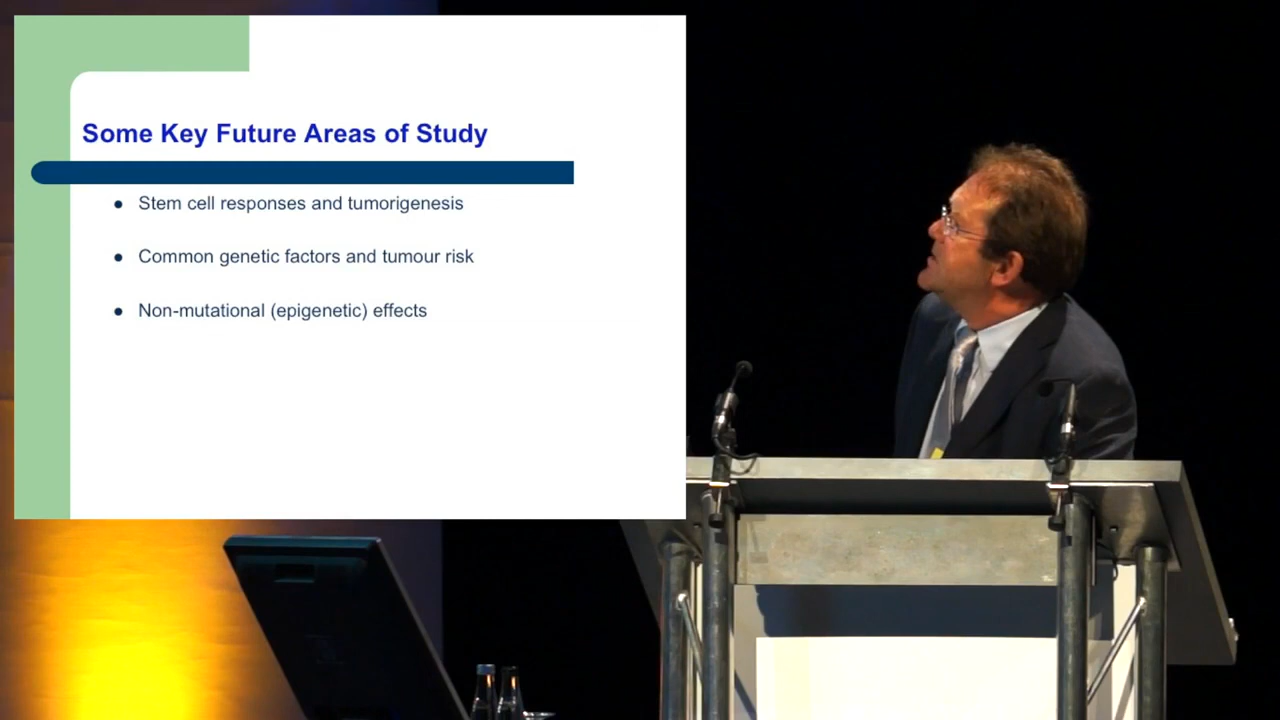 Some Key Future Areas of Study
● Stem cell responses and tumorigenesis
● Common genetic factors and tumour risk
● Non-mutational (epigenetic) effects